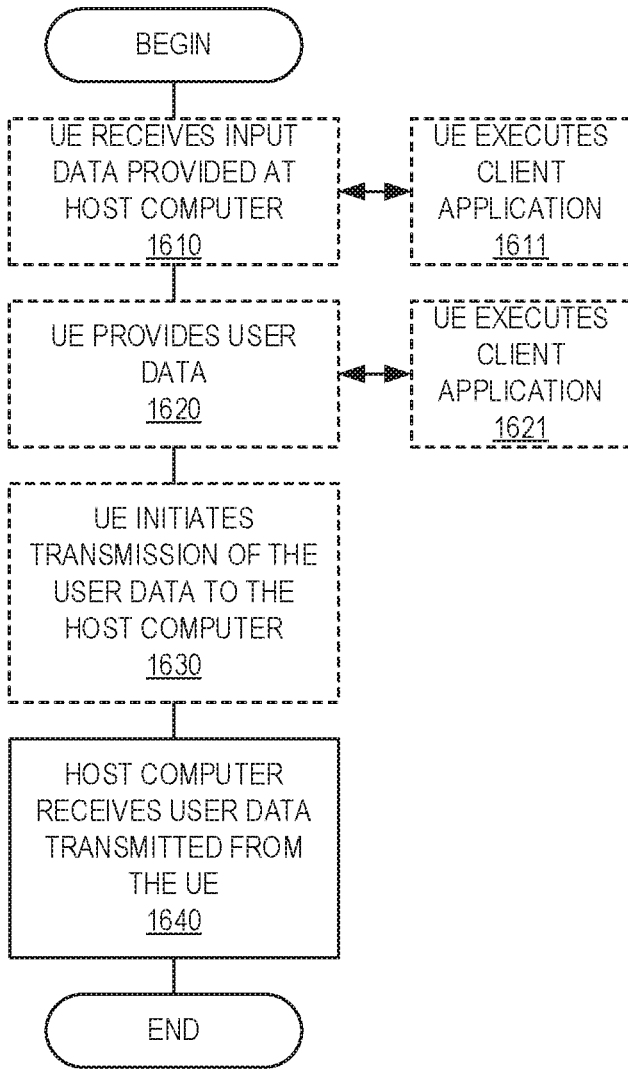 BEGIN
UE RECEIVES INPUT
DATA PROVIDED AT
HOST COMPUTER
1610
UE EXECUTES
CLIENT
APPLICATION
1611
UE PROVIDES USER
DATA
1620
UE EXECUTES
CLIENT
APPLICATION
1621
UE INITIATES
TRANSMISSION OF THE
USER DATA TO THE
HOST COMPUTER
1630
HOST COMPUTER
RECEIVES USER DATA
TRANSMITTED FROM
THE UE
1640
END